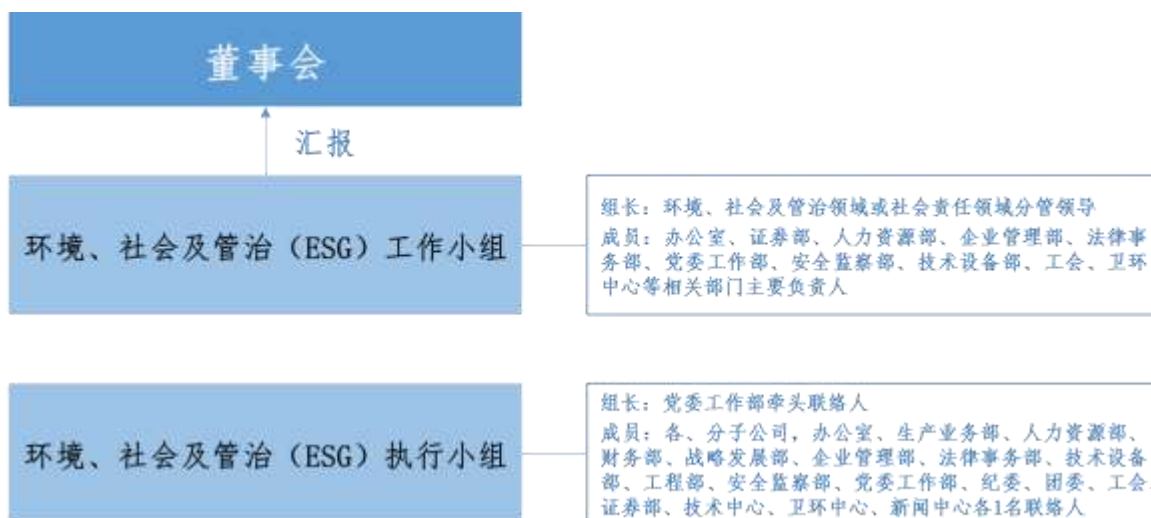 董事会
汇报
环境、社会及管治（ESG）工作小组
组长：环境、社会及管治领域或社会责任领域分管领导
成员：办公室、证券部、人力资源部、企业管理部、法律事
务部、党委工作部、安全监察部、技术设备部、工会、卫环
中心等相关部门主要负责人
环境、社会及管治（ESG）执行小组
组长：党委工作部牵头联络人
成员：各、分子公司，办公室、生产业务部、人力资源部、
财务部、战略发展部、企业管理部、法律事务部、技术设备
部、工程部、安全监察部、党委工作部、纪委、团委、工会、
证券部、技术中心、卫环中心、新闻中心各1名联络人